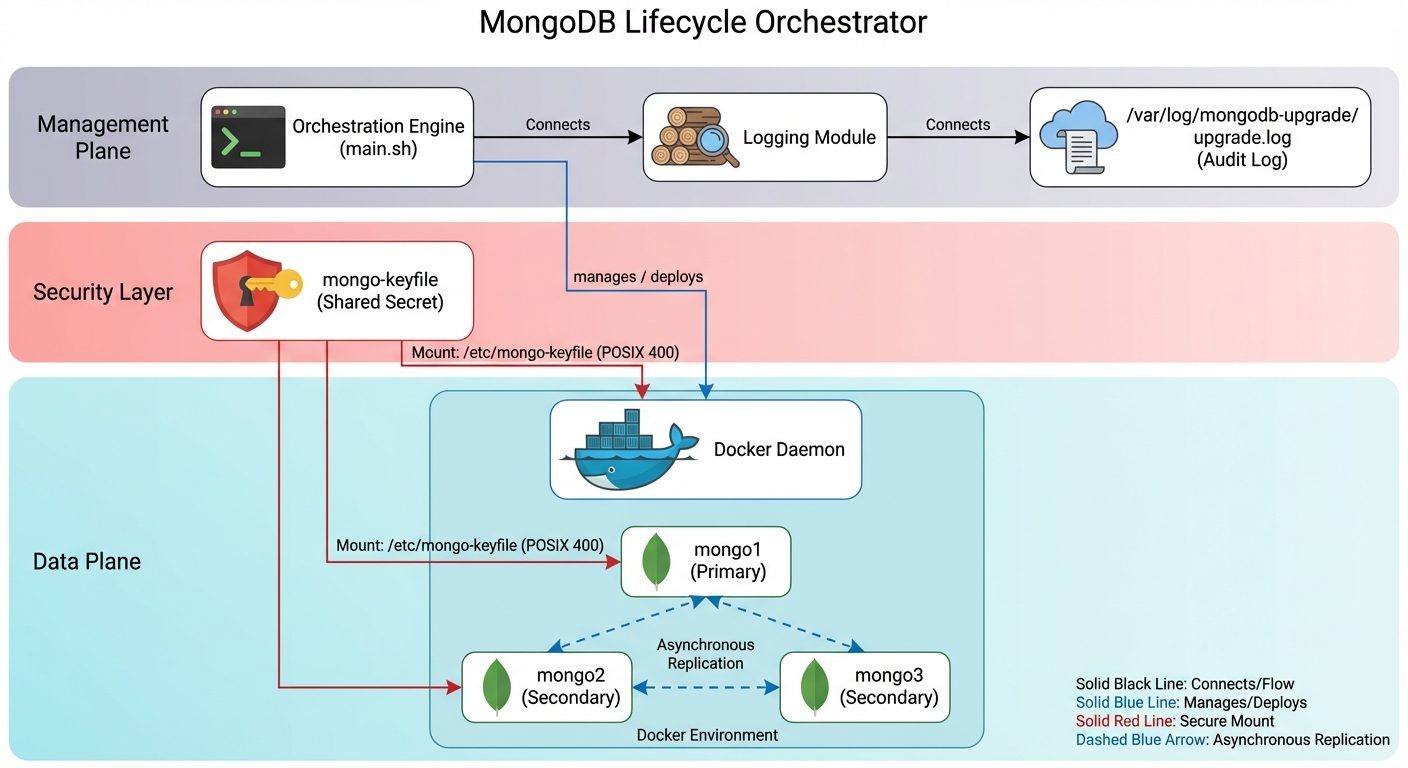 MongoDB Lifecycle Orchestrator
Management
Plane
Orchestration Engine
(main.sh)
Connects
Logging Module
Connects
/var/log/mongodb-upgrade/
upgrade.log
(Audit Log)
Security Layer
mongo-keyfile
(Shared Secret)
manages / deploys
Mount: /etc/mongo-keyfile (POSIX 400)
Docker Daemon
Data Plane
Mount: /etc/mongo-keyfile (POSIX 400)
mongo1
(Primary)
Asynchronous
Replication
mongo2
(Secondary)
mongo3
(Secondary)
Docker Environment
Solid Black Line: Connects/Flow
Solid Blue Line: Manages/Deploys
Solid Red Line: Secure Mount
Dashed Blue Arrow: Asynchronous Replication